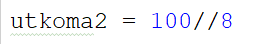 utkoma2 = 100//8